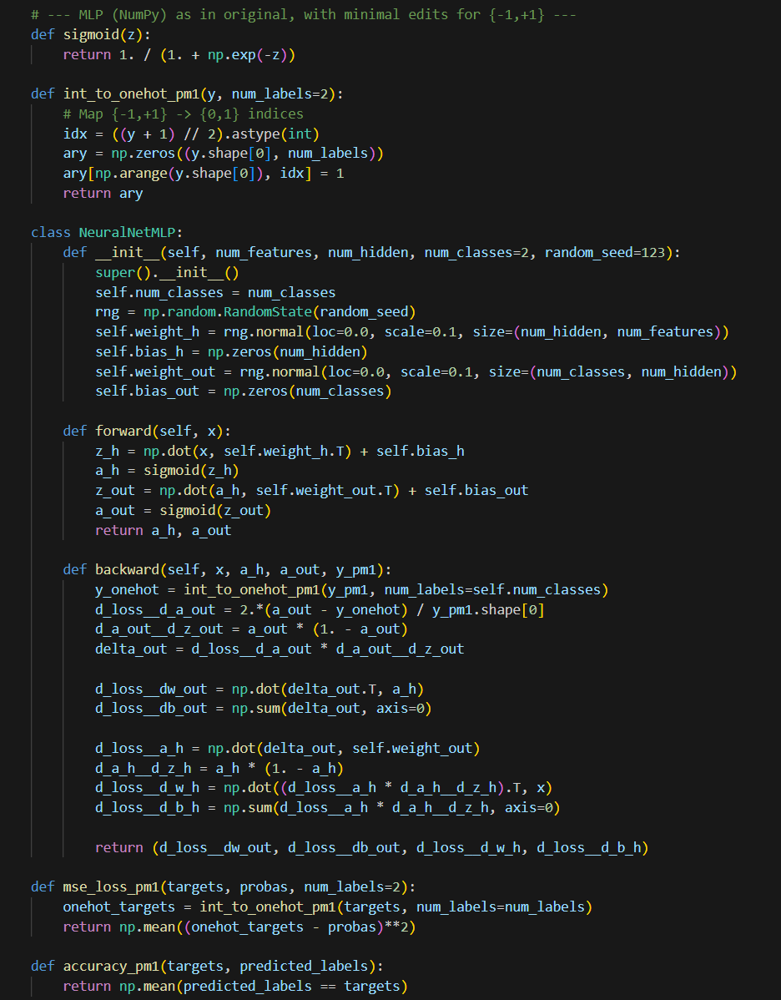 # --- MLP (NumPy) as in original, with minimal edits for {-1,+1} ---
def sigmoid(z):
    return 1. / (1. + np.exp(-z))

def int_to_onehot_pm1(y, num_labels=2):
    # Map {-1,+1} -> {0,1} indices
    idx = ((y + 1) // 2).astype(int)
    ary = np.zeros((y.shape[0], num_labels))
    ary[np.arange(y.shape[0]), idx] = 1
    return ary

class NeuralNetMLP:
    def __init__(self, num_features, num_hidden, num_classes=2, random_seed=123):
        super().__init__()
        self.num_classes = num_classes
        rng = np.random.RandomState(random_seed)
        self.weight_h = rng.normal(loc=0.0, scale=0.1, size=(num_hidden, num_features))
        self.bias_h = np.zeros(num_hidden)
        self.weight_out = rng.normal(loc=0.0, scale=0.1, size=(num_classes, num_hidden))
        self.bias_out = np.zeros(num_classes)

    def forward(self, x):
        z_h = np.dot(x, self.weight_h.T) + self.bias_h
        a_h = sigmoid(z_h)
        z_out = np.dot(a_h, self.weight_out.T) + self.bias_out
        a_out = sigmoid(z_out)
        return a_h, a_out

    def backward(self, x, a_h, a_out, y_pm1):
        y_onehot = int_to_onehot_pm1(y_pm1, num_labels=self.num_classes)
        d_loss__d_a_out = 2.*(a_out - y_onehot) / y_pm1.shape[0]
        d_a_out__d_z_out = a_out * (1. - a_out)
        delta_out = d_loss__d_a_out * d_a_out__d_z_out

        d_loss__dw_out = np.dot(delta_out.T, a_h)
        d_loss__db_out = np.sum(delta_out, axis=0)

        d_loss__a_h = np.dot(delta_out, self.weight_out)
        d_a_h__d_z_h = a_h * (1. - a_h)
        d_loss__d_w_h = np.dot((d_loss__a_h * d_a_h__d_z_h).T, x)
        d_loss__d_b_h = np.sum(d_loss__a_h * d_a_h__d_z_h, axis=0)

        return (d_loss__dw_out, d_loss__db_out, d_loss__d_w_h, d_loss__d_b_h)

def mse_loss_pm1(targets, probas, num_labels=2):
    onehot_targets = int_to_onehot_pm1(targets, num_labels=num_labels)
    return np.mean((onehot_targets - probas)**2)

def accuracy_pm1(targets, predicted_labels):
    return np.mean(predicted_labels == targets)